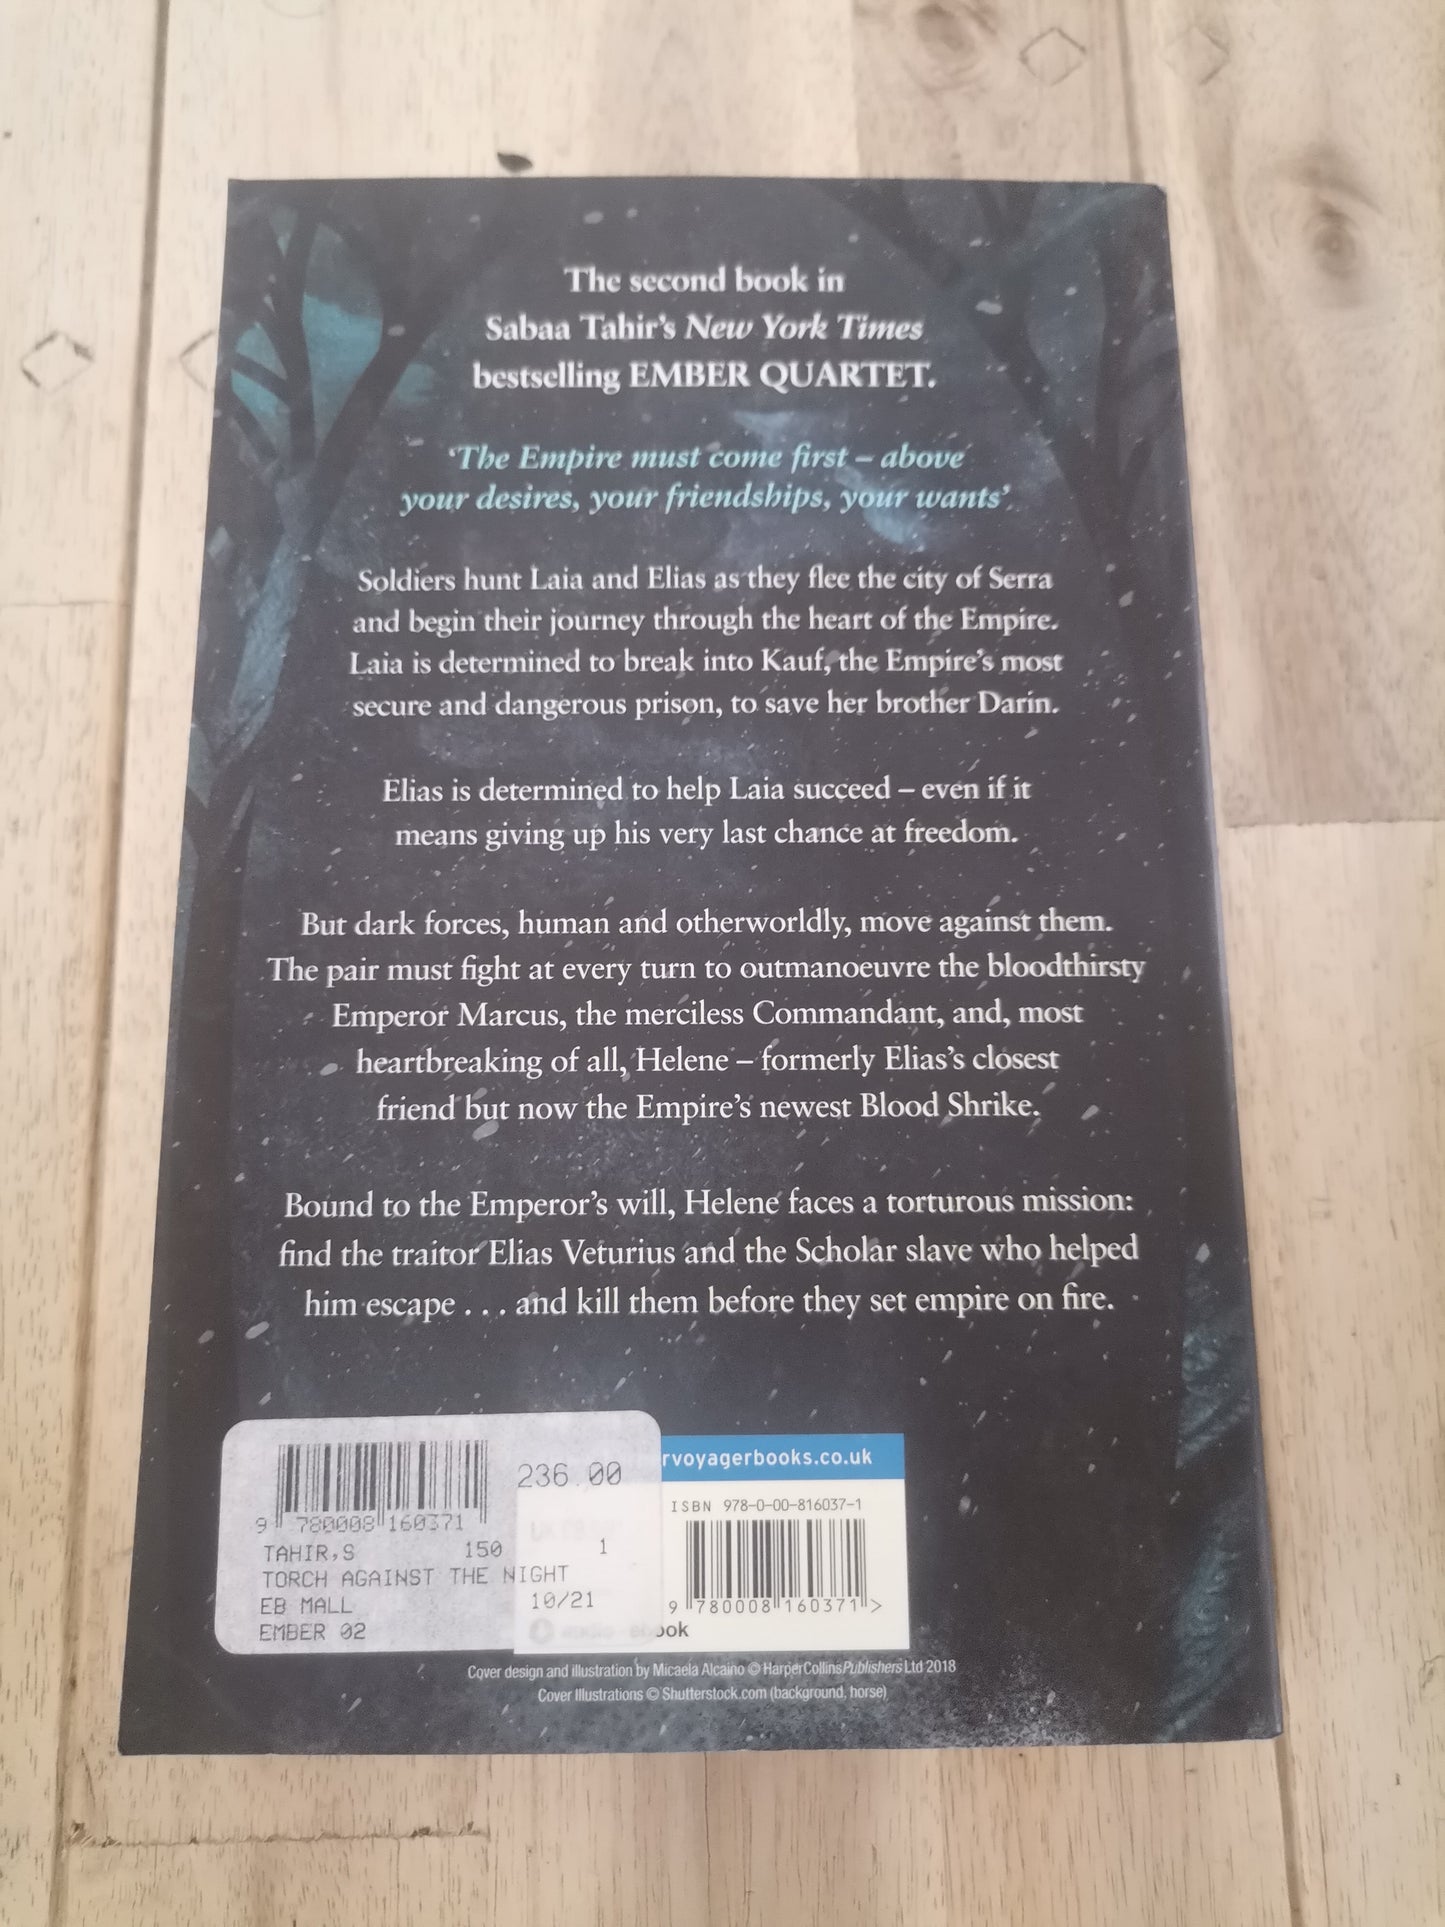 The second book in
Sabaa Tahir's New York Times
bestselling EMBER QUARTET.
'The Empire must come first – above
your desires, your friendships, your wants'
Soldiers hunt Laia and Elias as they flee the city of Serra
and begin their journey through the heart of the Empire.
Laia is determined to break into Kauf, the Empire's most
secure and dangerous prison, to save her brother Darin.
Elias is determined to help Laia succeed – even if it
means giving up his very last chance at freedom.
But dark forces, human and otherworldly, move against them.
The pair must fight at every turn to outmanoeuvre the bloodthirsty
Emperor Marcus, the merciless Commandant, and, most
heartbreaking of all, Helene – formerly Elias's closest
friend but now the Empire's newest Blood Shrike.
Bound to the Emperor's will, Helene faces a torturous mission:
find the traitor Elias Veturius and the Scholar slave who helped
him escape . . . and kill them before they set empire on fire.
236.00
9 780008 160371
TAHIR,S 150 1
TORCH AGAINST THE NIGHT
EB MALL 10/21
EMBER 02
rvoyagerbooks.co.uk
ISBN 978-0-00-816037-1
9 780008 160371 >
ook
Cover design and illustration by Micaela Alcaino © HarperCollinsPublishers Ltd 2018
Cover Illustrations © Shutterstock.com (background, horse)